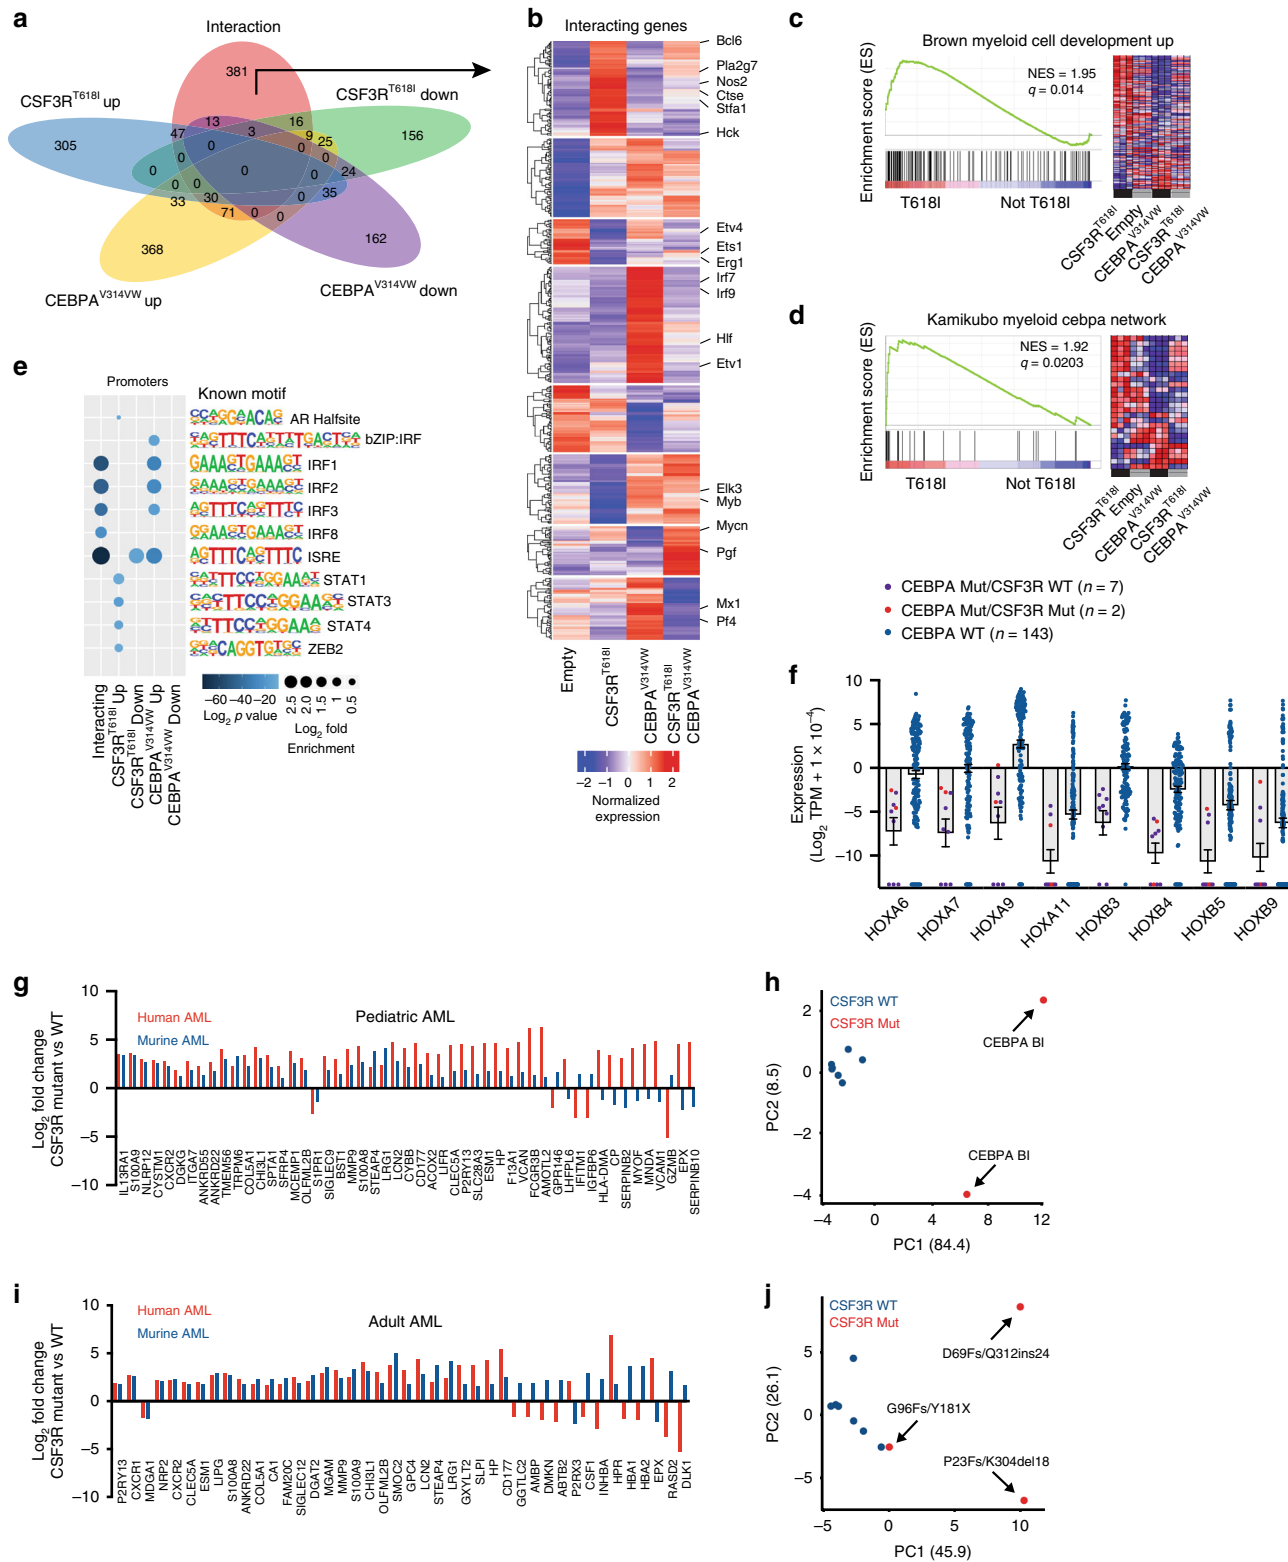 a
Interaction
CSF3R^T618I up
CSF3R^T618I down
381
305
156
47
13
3
16
9
25
0
0
0
0
0
0
0
0
0
24
35
33
30
71
0
0
368
162
CEBPA^V314VW up
CEBPA^V314VW down
b
Interacting genes
Bcl6
Pla2g7
Nos2
Ctse
Stfa1
Hck
Etv4
Ets1
Erg1
Irf7
Irf9
Hlf
Etv1
Elk3
Myb
Mycn
Pgf
Mx1
Pf4
Empty
CSF3R^T618I
CEBPA^V314VW
CSF3R^T618I
CEBPA^V314VW
−2 −1 0 1 2
Normalized
expression
c
Brown myeloid cell development up
Enrichment score (ES)
NES = 1.95
q = 0.014
T618I
Not T618I
CSF3R^T618I
Empty
CEBPA^V314VW
CSF3R^T618I
CEBPA^V314VW
d
Kamikubo myeloid cebpa network
Enrichment score (ES)
NES = 1.92
q = 0.0203
T618I
Not T618I
CSF3R^T618I
Empty
CEBPA^V314VW
CSF3R^T618I
CEBPA^V314VW
e
Promoters
Known motif
AR Halfsite
bZIP:IRF
IRF1
IRF2
IRF3
IRF8
ISRE
STAT1
STAT3
STAT4
ZEB2
Interacting
CSF3R^T618I Up
CSF3R^T618I Down
CEBPA^V314VW Up
CEBPA^V314VW Down
−60 −40 −20
Log2 p value
2.5 2.0 1.5 1 0.5
Log2 fold
Enrichment
CEBPA Mut/CSF3R WT (n = 7)
CEBPA Mut/CSF3R Mut (n = 2)
CEBPA WT (n = 143)
f
Expression
(Log2 TPM + 1 × 10^−4)
10
5
0
−5
−10
HOXA6 HOXA7 HOXA9 HOXA11 HOXB3 HOXB4 HOXB5 HOXB9
g
Log2 fold change
CSF3R mutant vs WT
10
5
0
−5
−10
Human AML
Murine AML
Pediatric AML
IL13RA1 S100A9 NLRP12 CYSTM1 CXCR2 DGKG ITGA7 ANKRD55 ANKRD22 TMEM56 TRPM6 COL5A1 CHI3L1 SPTA1 SFRP4 MCEMP1 OLFML2B S1PR1 SIGLEC9 BST1 MMP9 S100A8 STEAP4 LRG1 LCN2 CYBB CD177 ACOX2 LIFR CLEC5A P2RY13 SLC28A3 ESM1 HP F13A1 VCAN FCGR3B AMOTL2 GPR146 LHFPL6 IFITM1 IGFBP6 HLA-DMA CP SERPINB2 MYOF MNDA VCAM1 GZMB EPX SERPINB10
h
CSF3R WT
CSF3R Mut
CEBPA BI
CEBPA BI
PC2 (8.5)
2
0
−2
−4
−4 0 4 8 12
PC1 (84.4)
i
Log2 fold change
CSF3R mutant vs WT
10
5
0
−5
−10
Human AML
Murine AML
Adult AML
P2RY13 CXCR1 MDGA1 NRP2 CXCR2 CLEC5A ESM1 LIPG S100A8 ANKRD22 COL5A1 CA1 FAM20C SIGLEC12 DGAT2 MGAM MMP9 S100A9 CHI3L1 OLFML2B SMOC2 GPC4 LCN2 STEAP4 LRG1 GXYLT2 SLPI HP CD177 GGTLC2 AMBP DMKN ABTB2 P2RX3 CSF1 INHBA HPR HBA1 HBA2 EPX RASD2 DLK1
j
CSF3R WT
CSF3R Mut
D69Fs/Q312ins24
G96Fs/Y181X
P23Fs/K304del18
PC2 (26.1)
5
0
−5
−5 0 5 10
PC1 (45.9)